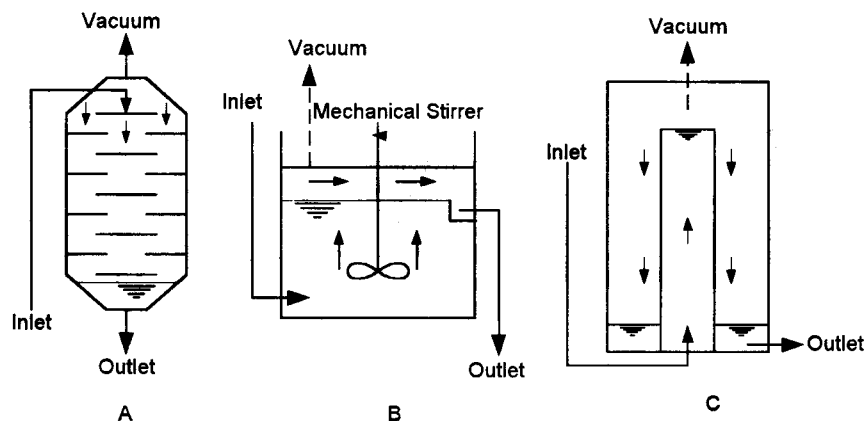 Vacuum
Inlet
Outlet
A
Vacuum
Inlet
Mechanical Stirrer
Outlet
B
Vacuum
Inlet
Outlet
C